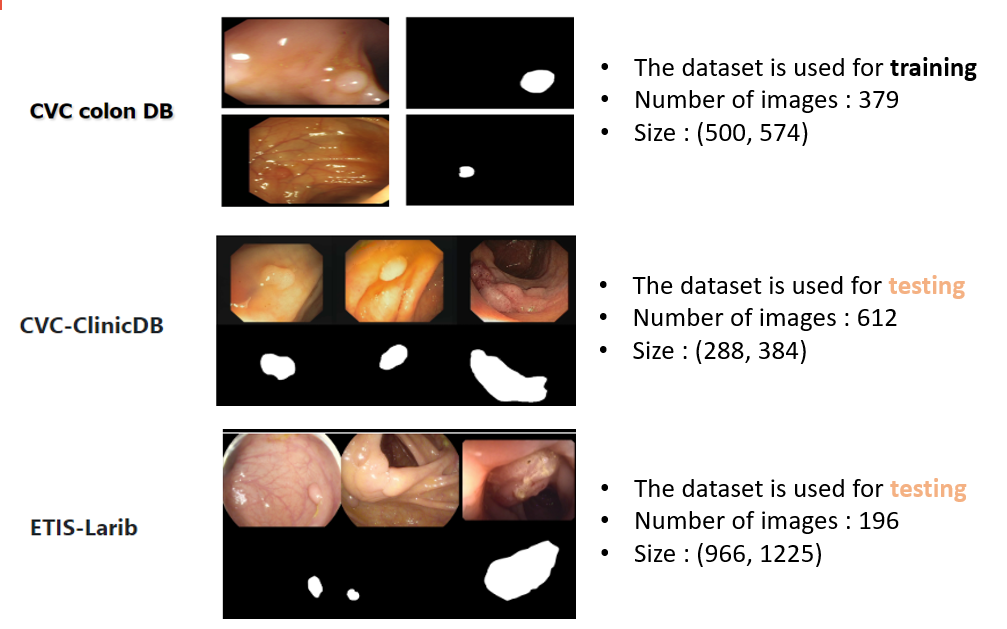 CVC colon DB
• The dataset is used for training
• Number of images : 379
• Size : (500, 574)
CVC-ClinicDB
• The dataset is used for testing
• Number of images : 612
• Size : (288, 384)
ETIS-Larib
• The dataset is used for testing
• Number of images : 196
• Size : (966, 1225)